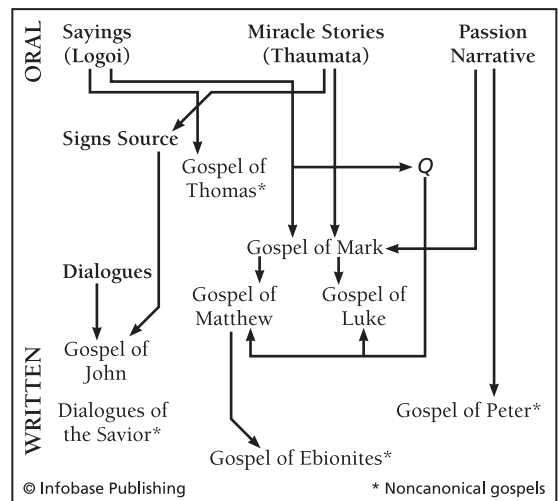 ORAL
Sayings
(Logoi)
Miracle Stories
(Thaumata)
Passion
Narrative
Signs Source
Gospel of
Thomas*
Q
Gospel of Mark
Dialogues
Gospel of
Matthew
Gospel of
Luke
Gospel of
John
WRITTEN
Dialogues of
the Savior*
Gospel of Peter*
Gospel of Ebionites*
© Infobase Publishing
* Noncanonical gospels